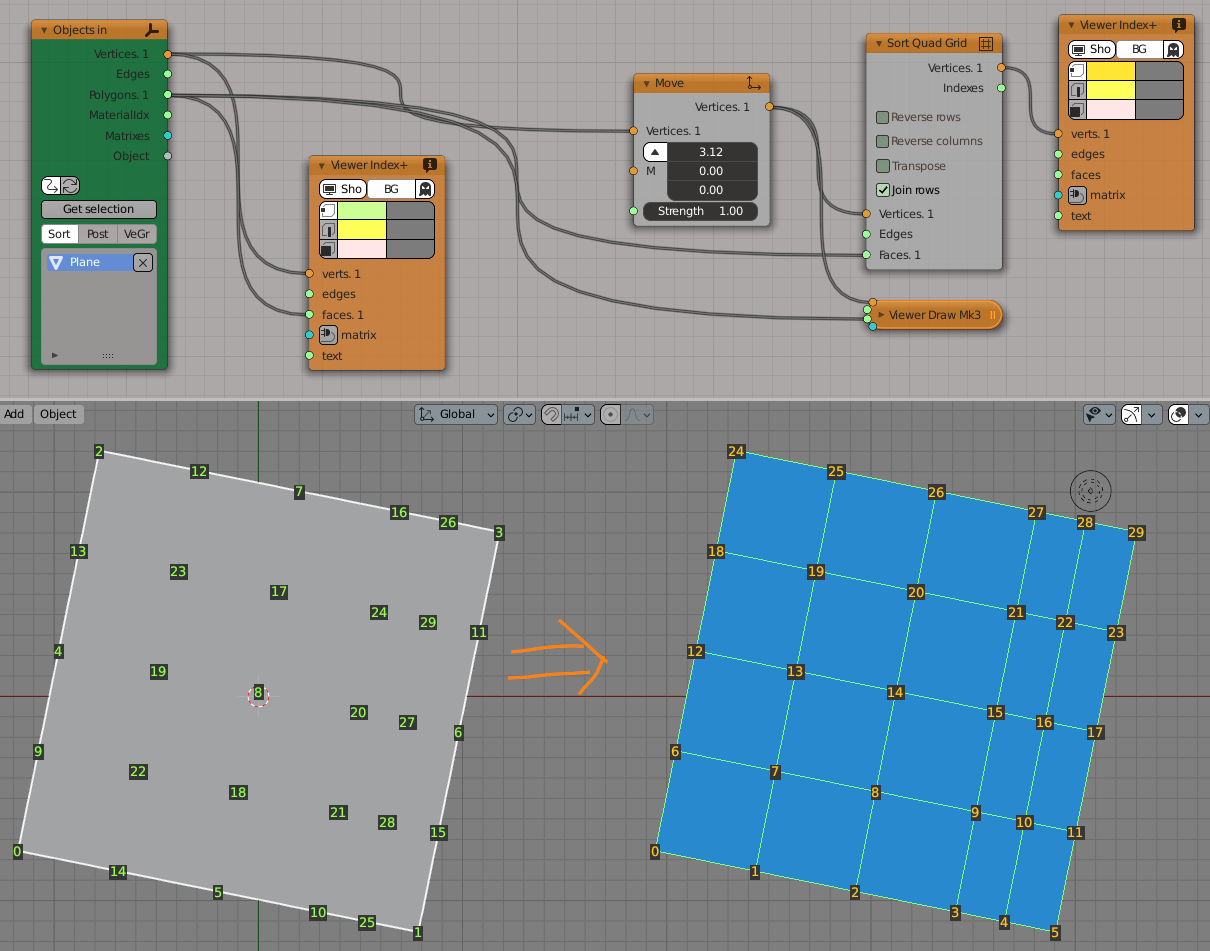 Objects in
Vertices. 1
Edges
Polygons. 1
MaterialIdx
Matrixes
Object
Get selection
Sort Post VeGr
Plane
Viewer Index+
Sho BG
verts. 1
edges
faces. 1
matrix
text
Move
Vertices. 1
Vertices. 1
3.12
M 0.00
0.00
Strength 1.00
Sort Quad Grid
Vertices. 1
Indexes
Reverse rows
Reverse columns
Transpose
Join rows
Vertices. 1
Edges
Faces. 1
Viewer Draw Mk3
Viewer Index+
Sho BG
verts. 1
edges
faces
matrix
text
Add Object Global
2
12
7
16
26
3
13
23
17
24
29
11
4
19
8
20
27
6
9
22
18
21
28
15
0
14
5
10
25
1
24
25
26
27
28
29
18
19
20
21
22
23
12
13
14
15
16
17
6
7
8
9
10
11
0
1
2
3
4
5